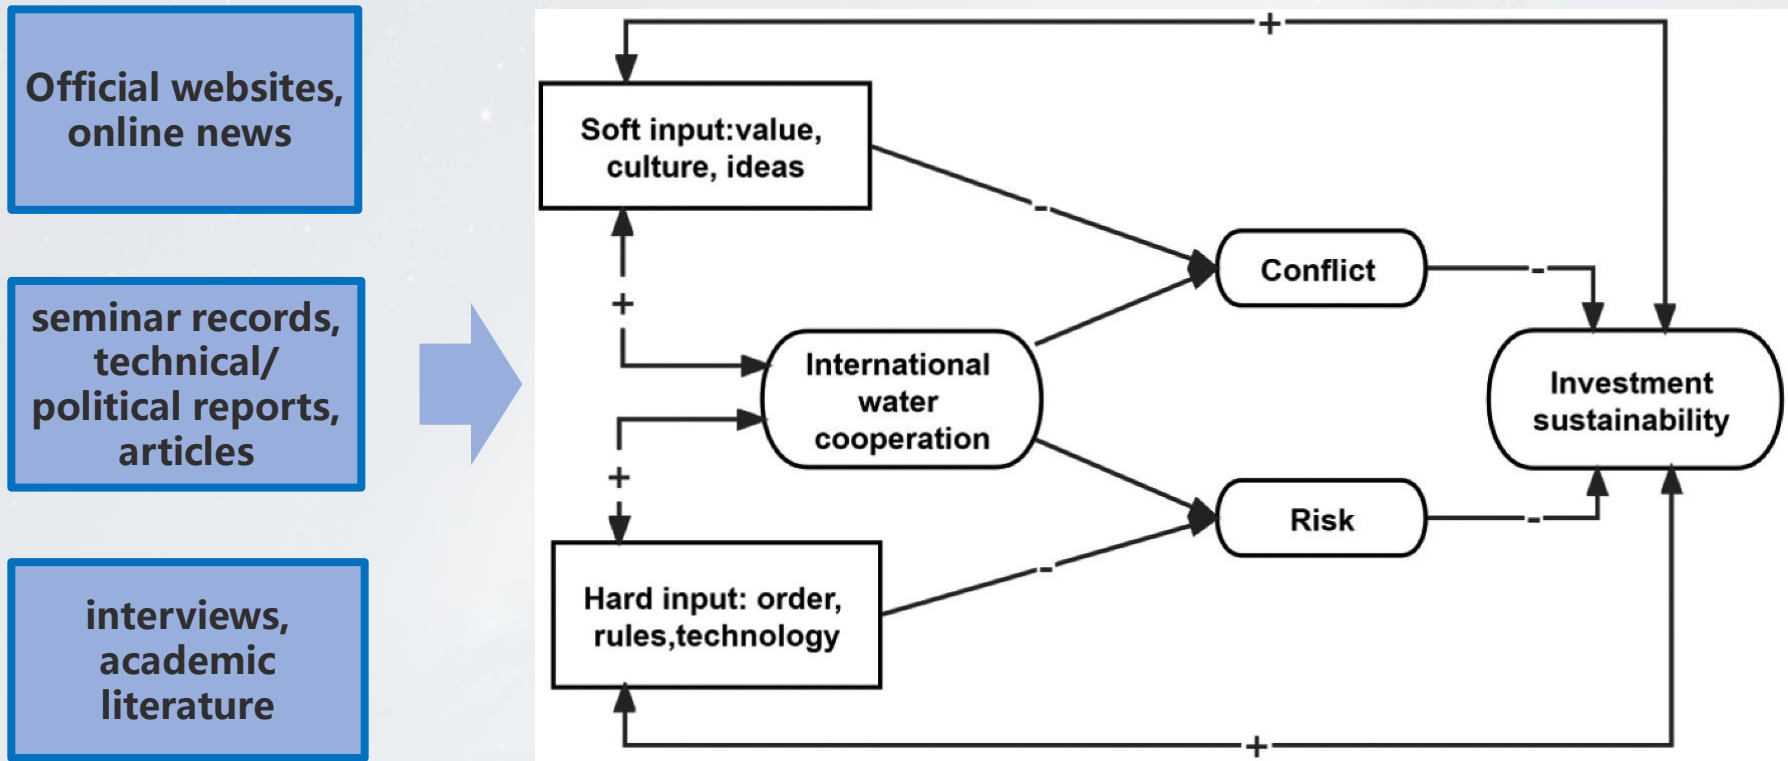 Official websites,
online news
seminar records,
technical/
political reports,
articles
interviews,
academic
literature
+
Soft input:value,
culture, ideas
-
+
Conflict
-
International
water
cooperation
Investment
sustainability
+
Risk
-
-
Hard input: order,
rules,technology
+